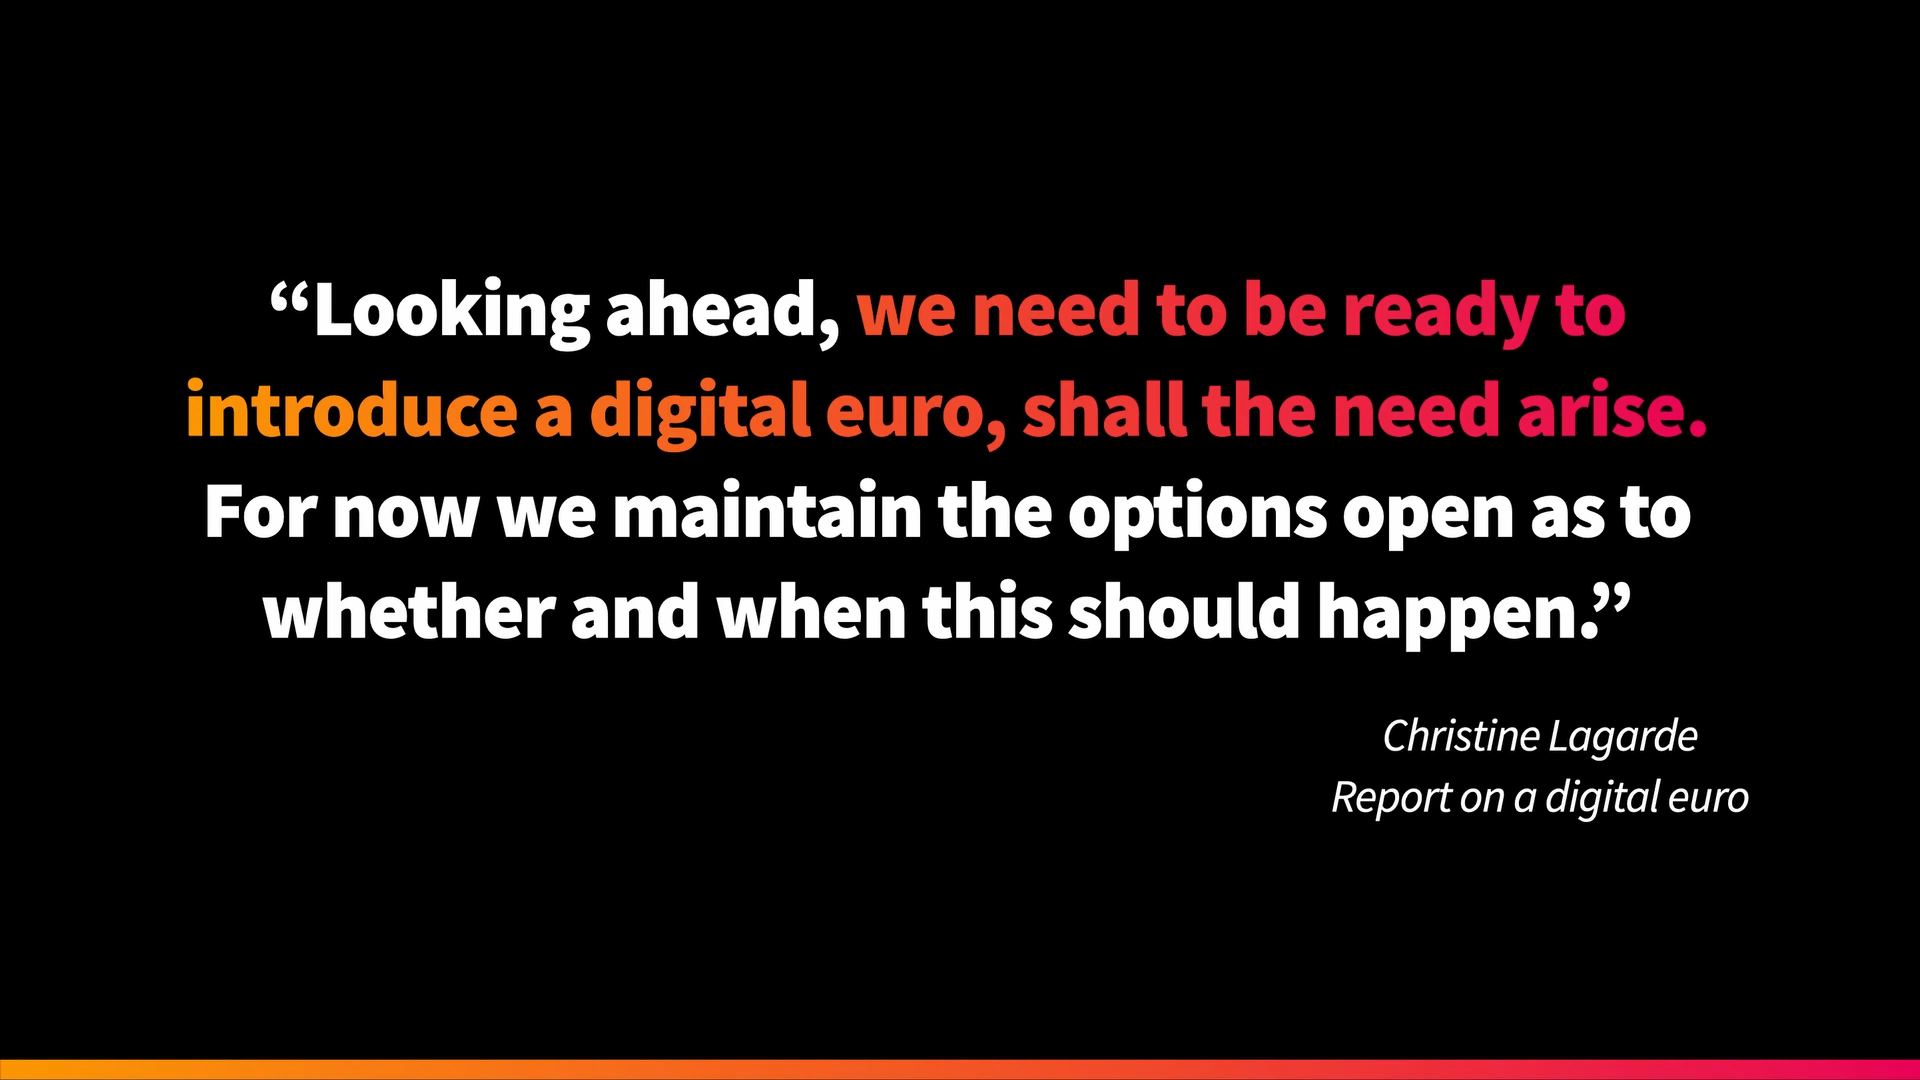 “Looking ahead, we need to be ready to
introduce a digital euro, shall the need arise.
For now we maintain the options open as to
whether and when this should happen.”
Christine Lagarde
Report on a digital euro